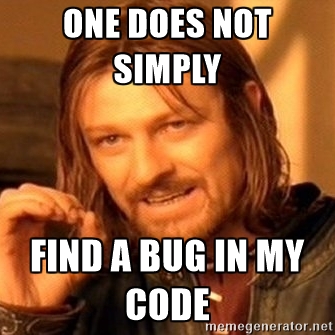 ONE DOES NOT
SIMPLY
FIND A BUG IN MY
CODE
memegenerator.net